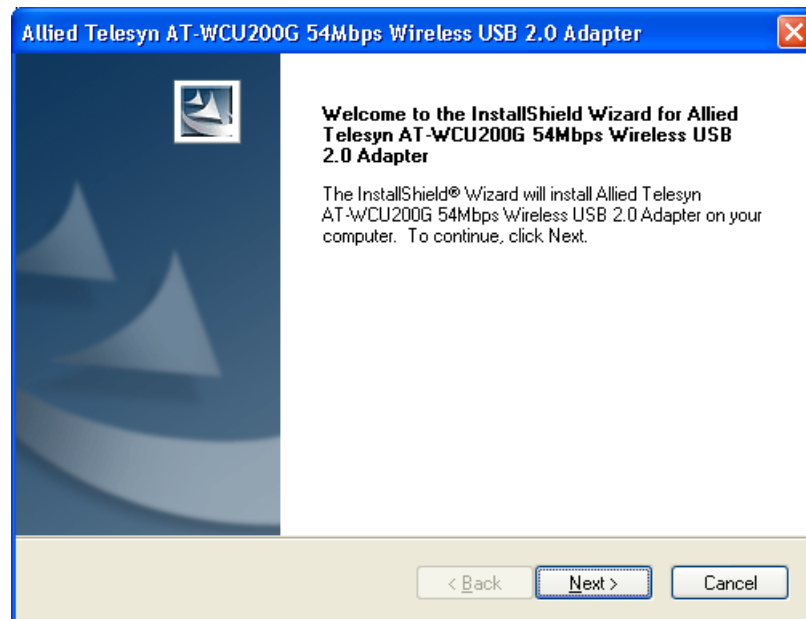 Allied Telesyn AT-WCU200G 54Mbps Wireless USB 2.0 Adapter
Welcome to the InstallShield Wizard for Allied
Telesyn AT-WCU200G 54Mbps Wireless USB
2.0 Adapter
The InstallShield® Wizard will install Allied Telesyn
AT-WCU200G 54Mbps Wireless USB 2.0 Adapter on your
computer. To continue, click Next.
< Back
Next >
Cancel